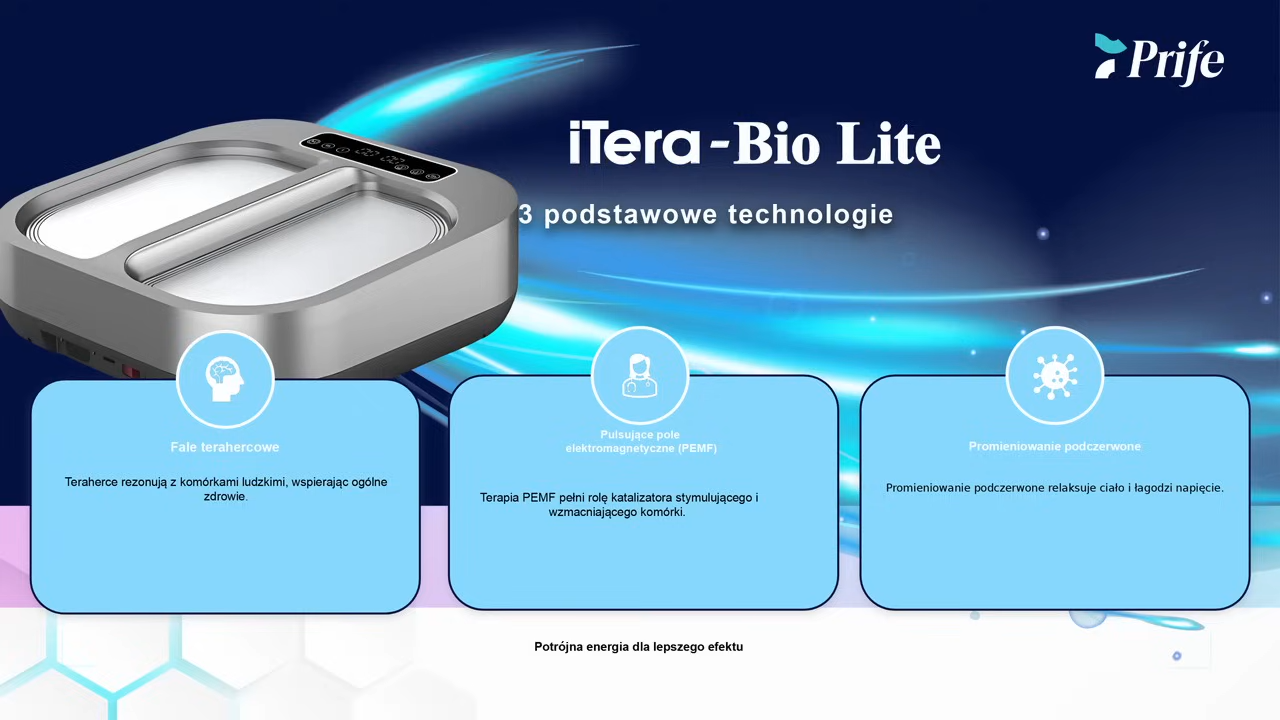 Prife
iTera-Bio Lite
3 podstawowe technologie
Fale terahercowe
Teraherce rezonują z komórkami ludzkimi, wspierając ogólne
zdrowie.
Pulsujące pole
elektromagnetyczne (PEMF)
Terapia PEMF pełni rolę katalizatora stymulującego i
wzmacniającego komórki.
Promieniowanie podczerwone
Promieniowanie podczerwone relaksuje ciało i łagodzi napięcie.
Potrójna energia dla lepszego efektu